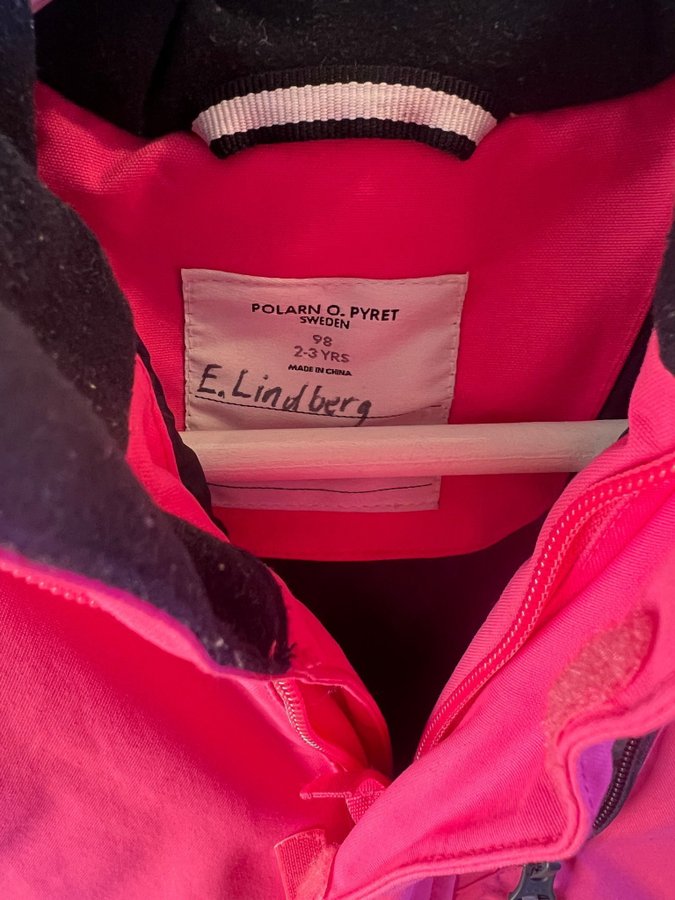 POLARN O. PYRET
SWEDEN
98
2-3 YRS
MADE IN CHINA
E. Lindberg